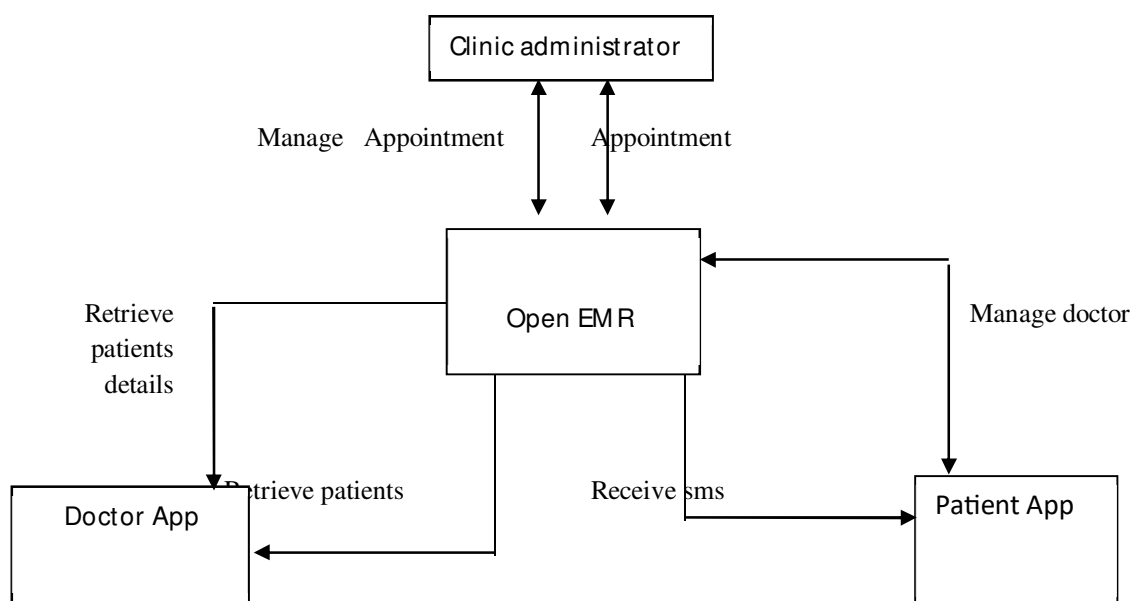 Clinic administrator
Manage Appointment
Appointment
Open EMR
Retrieve
patients
details
Manage doctor
Retrieve patients
Receive sms
Doctor App
Patient App